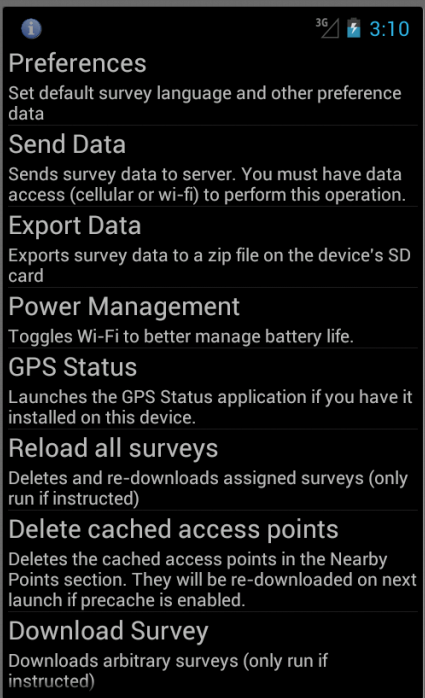 3G 3:10
Preferences
Set default survey language and other preference
data
Send Data
Sends survey data to server. You must have data
access (cellular or wi-fi) to perform this operation.
Export Data
Exports survey data to a zip file on the device's SD
card
Power Management
Toggles Wi-Fi to better manage battery life.
GPS Status
Launches the GPS Status application if you have it
installed on this device.
Reload all surveys
Deletes and re-downloads assigned surveys (only
run if instructed)
Delete cached access points
Deletes the cached access points in the Nearby
Points section. They will be re-downloaded on next
launch if precache is enabled.
Download Survey
Downloads arbitrary surveys (only run if
instructed)